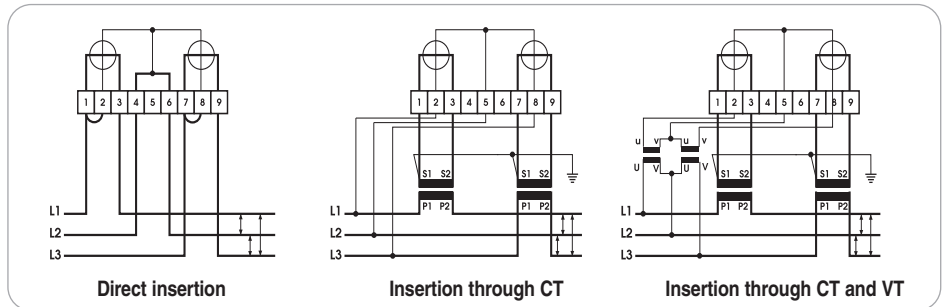 1 2 3 4 5 6 7 8 9
L1
L2
L3
Direct insertion
1 2 3 4 5 6 7 8 9
S1 S2 S1 S2
P1 P2 P1 P2
L1
L2
L3
Insertion through CT
1 2 3 4 5 6 7 8 9
u v u v
U V U V
S1 S2 S1 S2
P1 P2 P1 P2
L1
L2
L3
Insertion through CT and VT